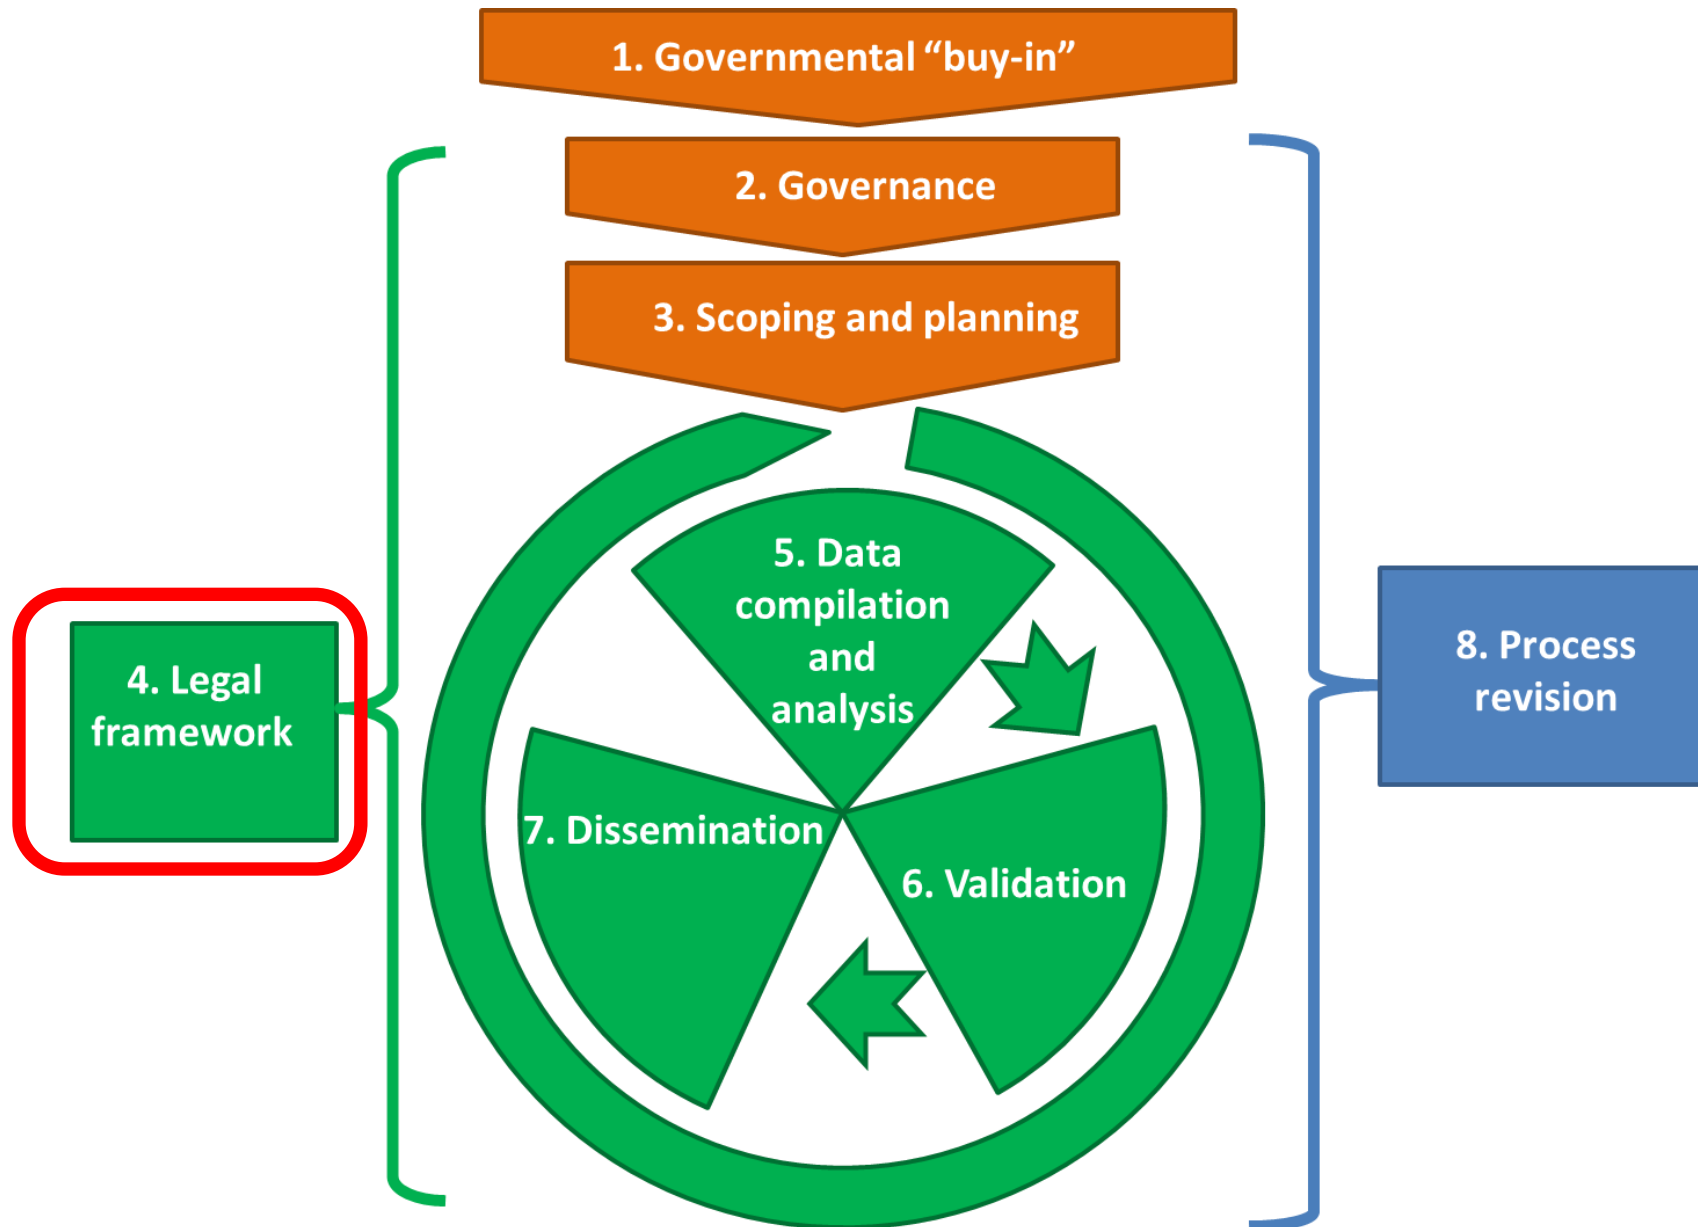 1. Governmental “buy-in”
2. Governance
3. Scoping and planning
4. Legal
framework
5. Data
compilation
and
analysis
6. Validation
7. Dissemination
8. Process
revision